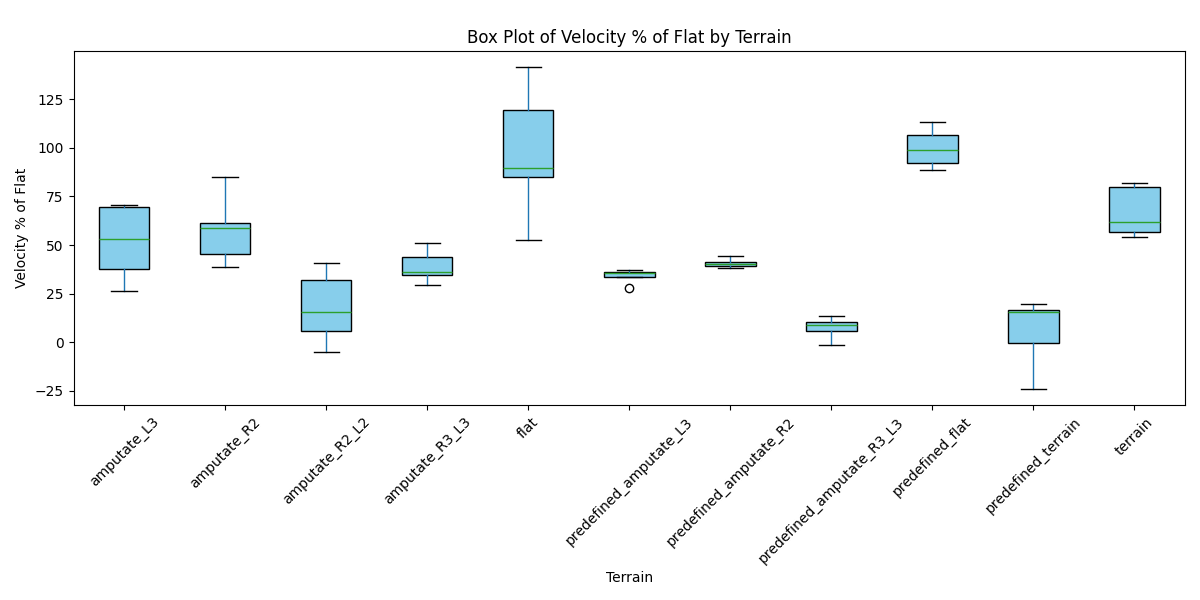 Box Plot of Velocity % of Flat by Terrain
Velocity % of Flat
125
100
75
50
25
0
−25
amputate_L3
amputate_R2
amputate_R2_L2
amputate_R3_L3
flat
predefined_amputate_L3
predefined_amputate_R2
predefined_amputate_R3_L3
predefined_flat
predefined_terrain
terrain
Terrain